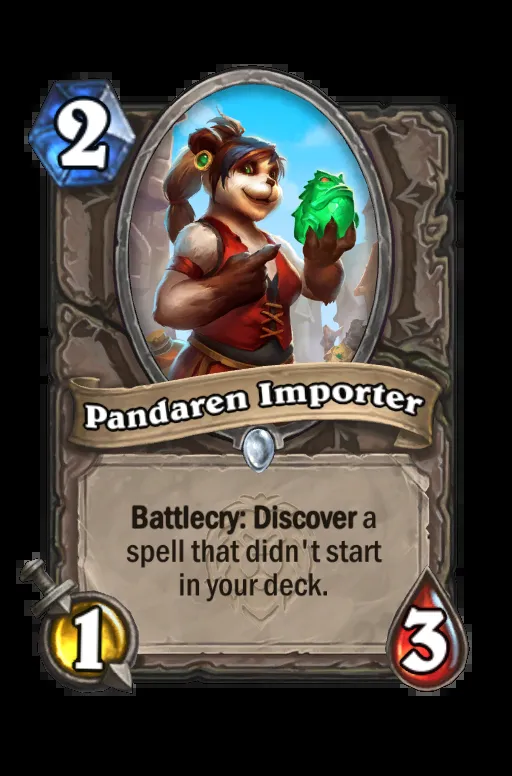 2
Pandaren Importer
Battlecry: Discover a
spell that didn't start
in your deck.
1
3